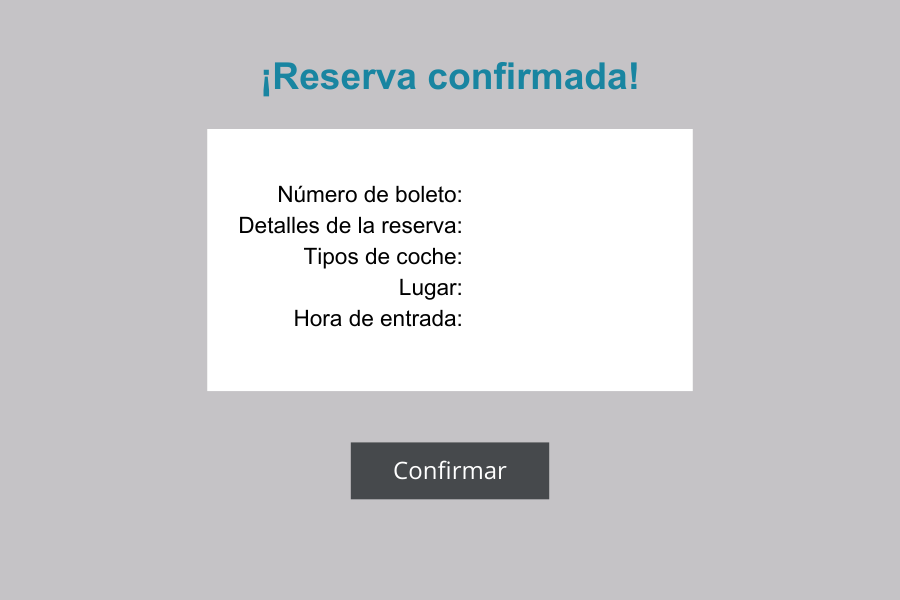 ¡Reserva confirmada!
Número de boleto:
Detalles de la reserva:
Tipos de coche:
Lugar:
Hora de entrada:
Confirmar